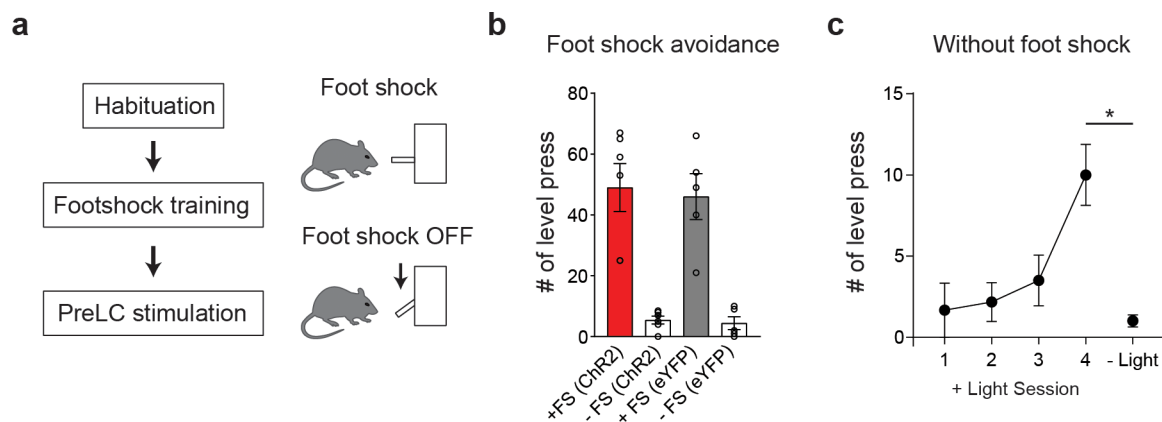 a
Habituation
Footshock training
PreLC stimulation
Foot shock
Foot shock OFF
b
Foot shock avoidance
# of level press
80
60
40
20
0
+FS (ChR2)
- FS (ChR2)
+ FS (eYFP)
- FS (eYFP)
c
Without foot shock
# of level press
15
10
5
0
*
1 2 3 4 - Light
+ Light Session